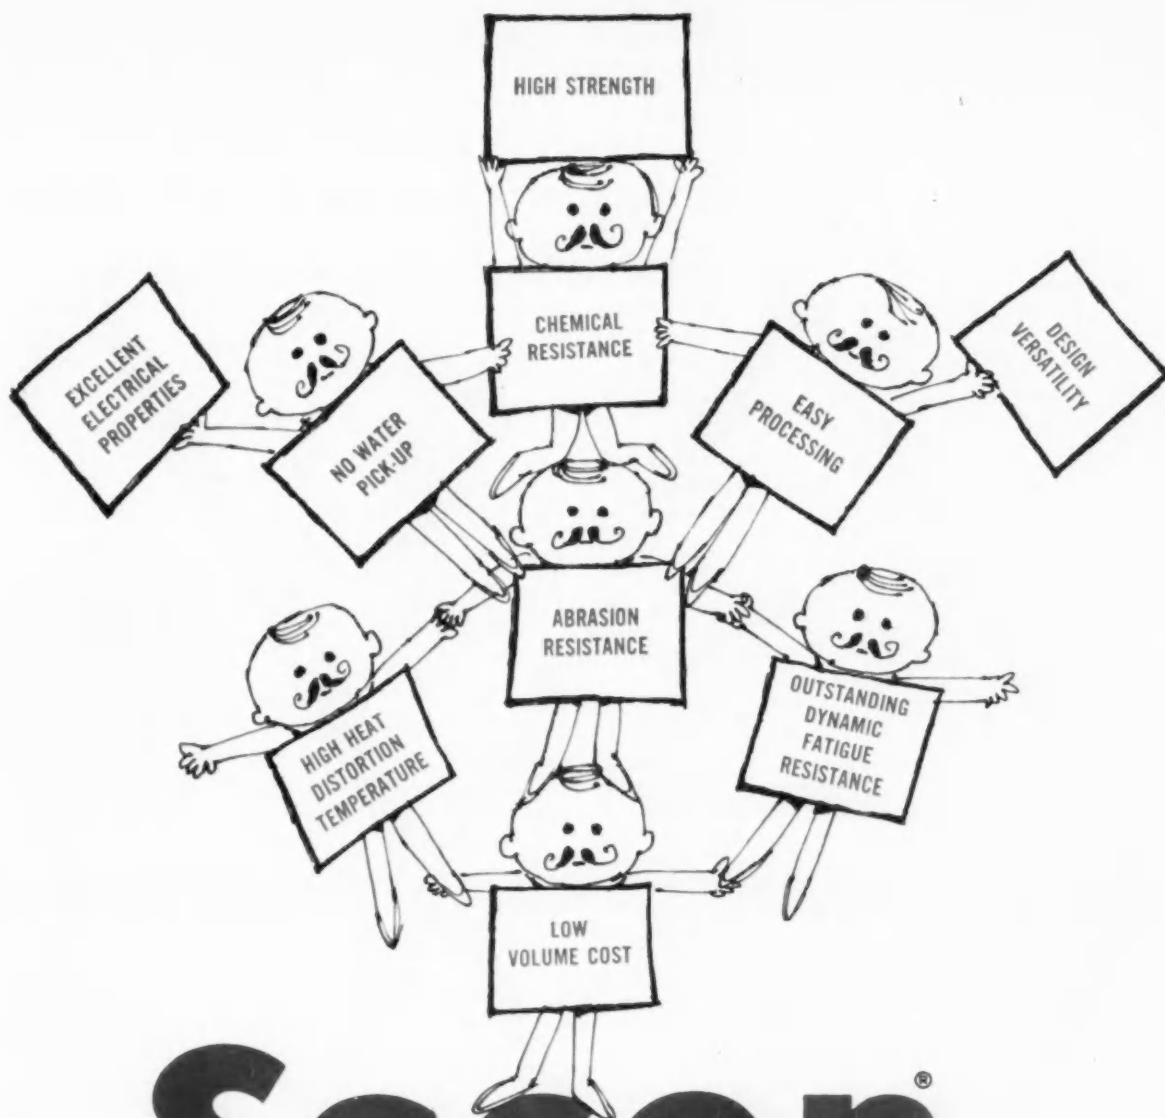 HIGH STRENGTH
CHEMICAL
RESISTANCE
EXCELLENT
ELECTRICAL
PROPERTIES
NO WATER
PICK-UP
EASY
PROCESSING
DESIGN
VERSATILITY
ABRASION
RESISTANCE
HIGH HEAT
DISTORTION
TEMPERATURE
OUTSTANDING
DYNAMIC
FATIGUE
RESISTANCE
LOW
VOLUME COST
®